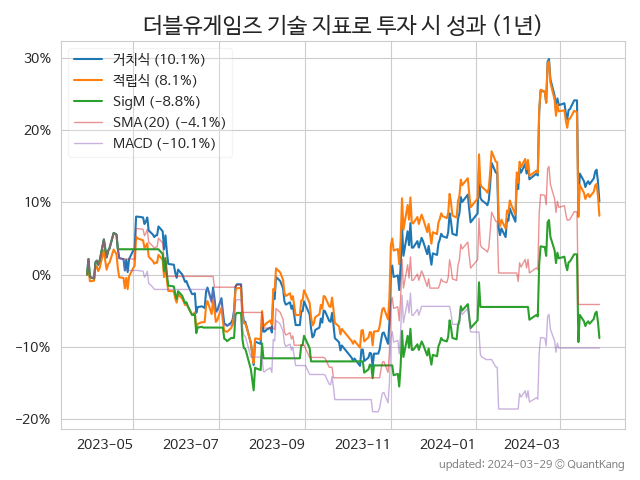 더블유게임즈 기술 지표로 투자 시 성과 (1년)
거치식 (10.1%)
적립식 (8.1%)
SigM (−8.8%)
SMA(20) (−4.1%)
MACD (−10.1%)
30%
20%
10%
0%
−10%
−20%
2023-05
2023-07
2023-09
2023-11
2024-01
2024-03
updated: 2024-03-29 © QuantKang